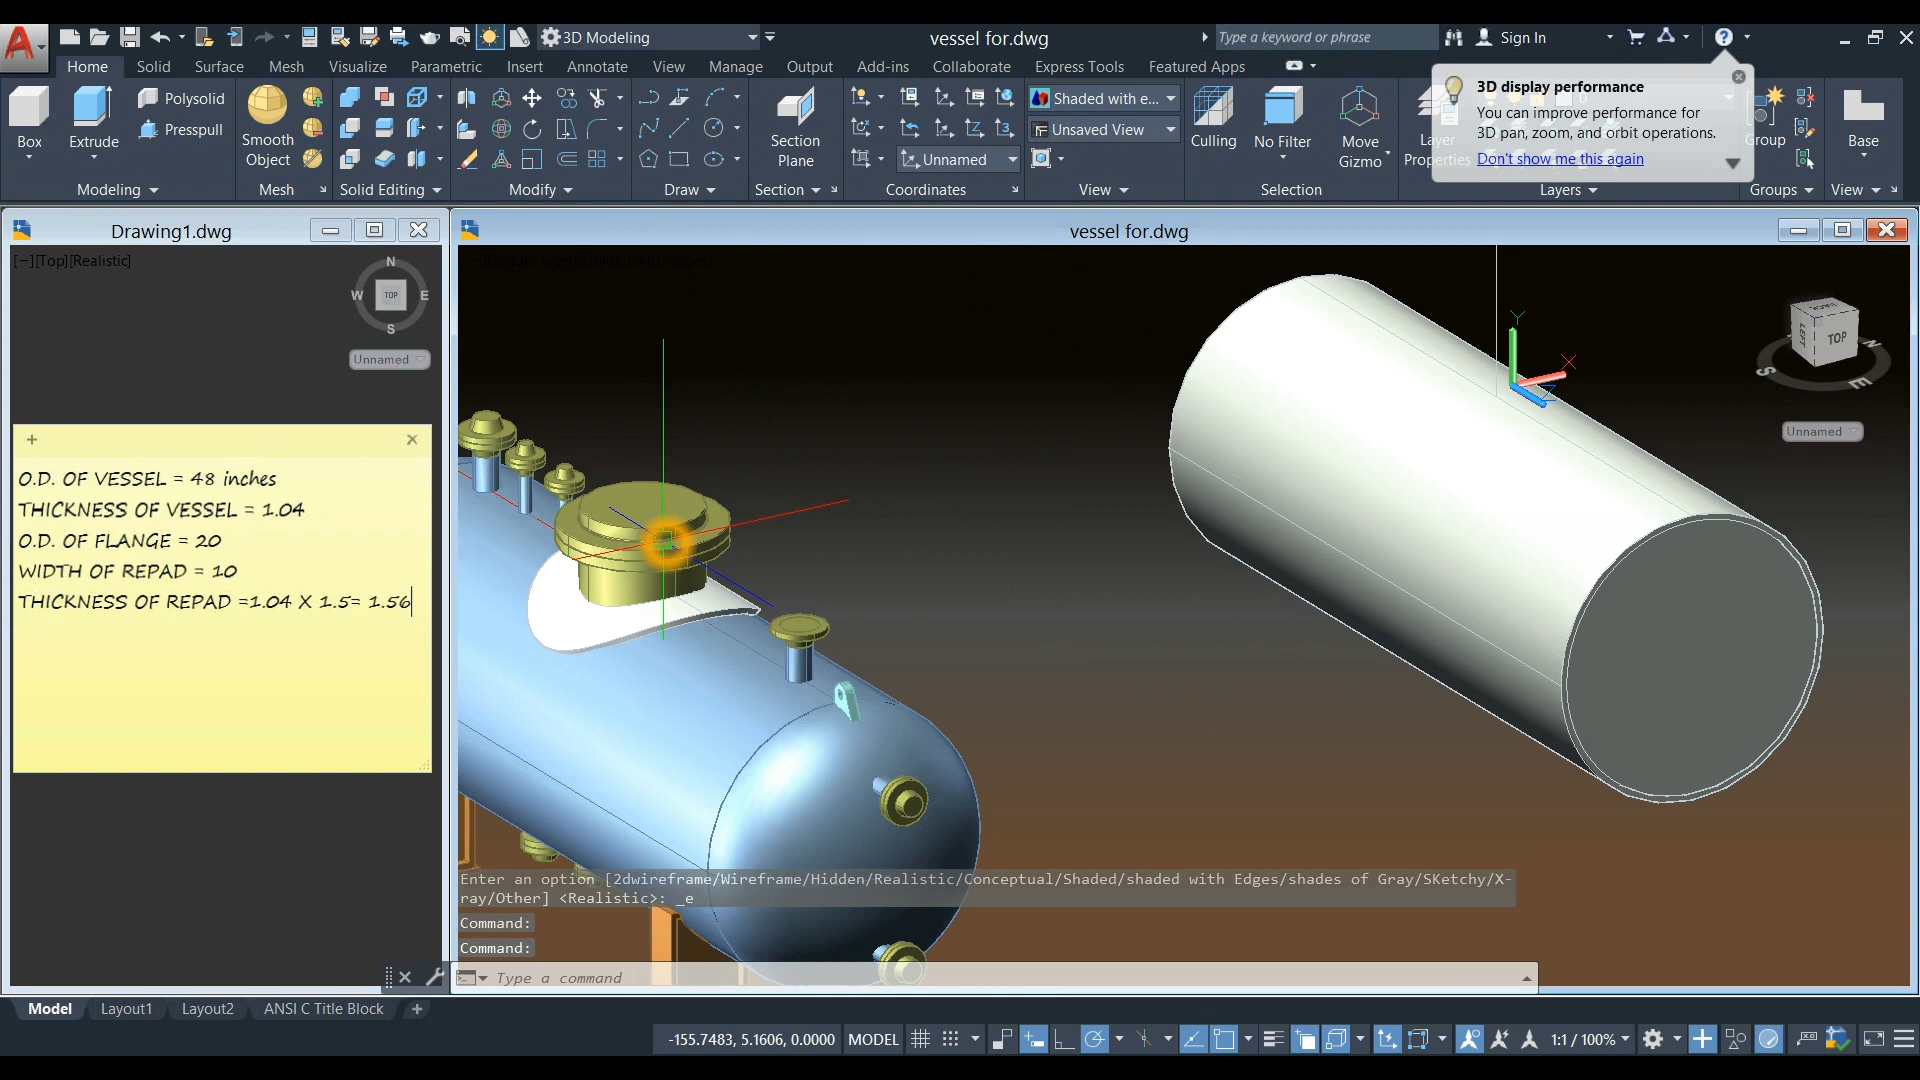 3D Modeling
vessel for.dwg
Type a keyword or phrase
Sign In
Home Solid Surface Mesh Visualize Parametric Insert Annotate View Manage Output Add-ins Collaborate Express Tools Featured Apps
3D display performance
You can improve performance for
3D pan, zoom, and orbit operations.
Don't show me this again
Box
Extrude
Polysolid
Presspull
Smooth
Object
Section
Plane
Shaded with e...
Unsaved View
Unnamed
Culling
No Filter
Move
Gizmo
Layer
Properties
Group
Base
Modeling Mesh Solid Editing Modify Draw Section Coordinates View Selection Layers Groups View
Drawing1.dwg
vessel for.dwg
[−][Top][Realistic]
N
W TOP E
S
Unnamed
O.D. OF VESSEL = 48 inches
THICKNESS OF VESSEL = 1.04
O.D. OF FLANGE = 20
WIDTH OF REPAD = 10
THICKNESS OF REPAD =1.04 X 1.5= 1.56
Y
X
Z
BACK
LEFT
TOP
N
S
E
Unnamed
Enter an option [2dwireframe/Wireframe/Hidden/Realistic/Conceptual/Shaded/shaded with Edges/shades of Gray/SKetchy/X-
ray/Other] <Realistic>: _e
Command:
Command:
Type a command
Model Layout1 Layout2 ANSI C Title Block
-155.7483, 5.1606, 0.0000 MODEL 1:1 / 100%